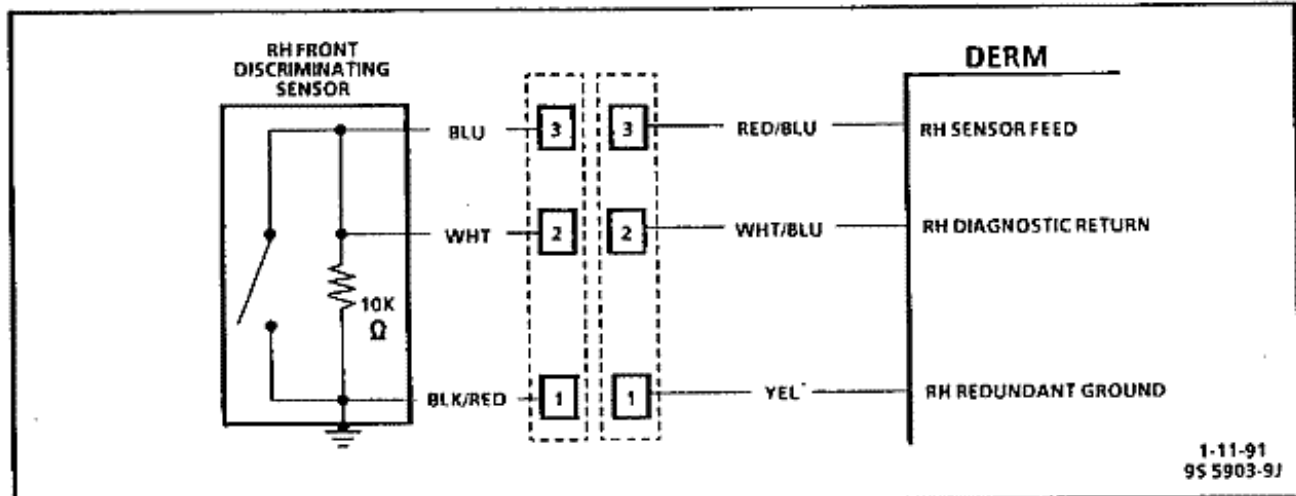 RH FRONT
DISCRIMINATING
SENSOR
DERM
BLU 3 3 RED/BLU RH SENSOR FEED
WHT 2 2 WHT/BLU RH DIAGNOSTIC RETURN
10K
Ω
BLK/RED 1 1 YEL RH REDUNDANT GROUND
1-11-91
9S 5903-9J